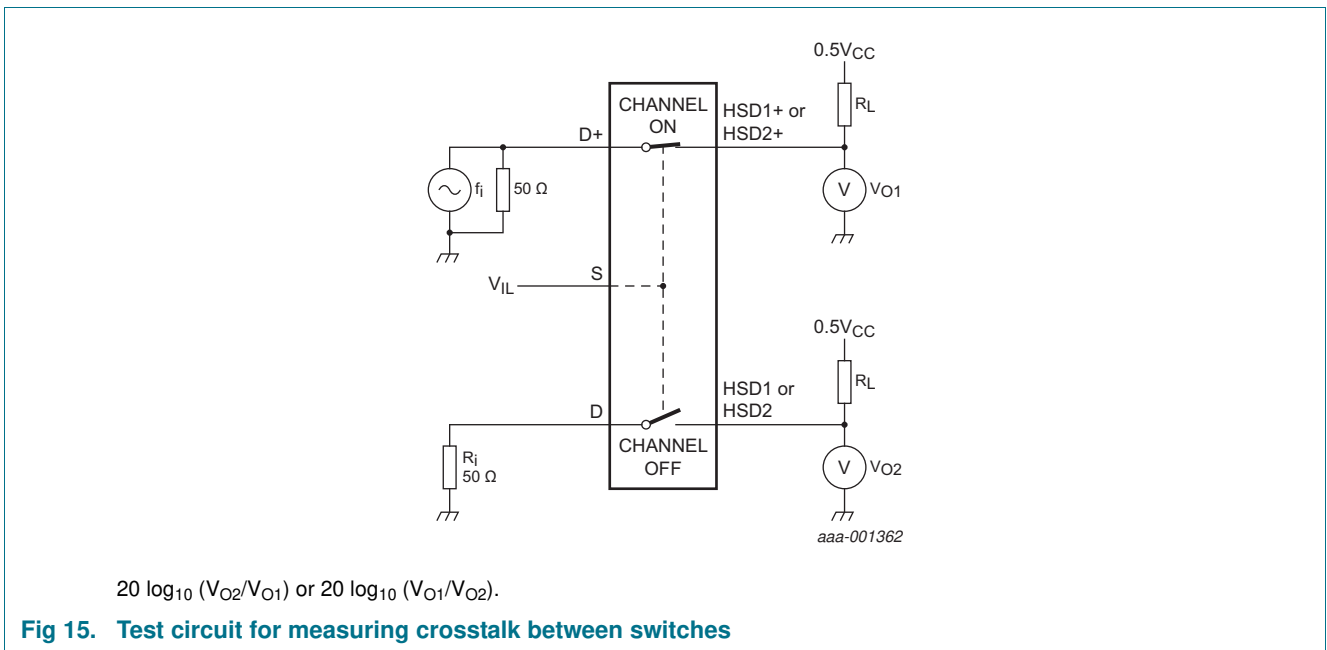 0.5VCC
CHANNEL
ON
HSD1+ or
HSD2+
RL
D+
fi
50 Ω
V
VO1
VIL
S
0.5VCC
RL
HSD1 or
HSD2
D
CHANNEL
OFF
Ri
50 Ω
V
VO2
aaa-001362
20 log10 (VO2/VO1) or 20 log10 (VO1/VO2).
Fig 15. Test circuit for measuring crosstalk between switches